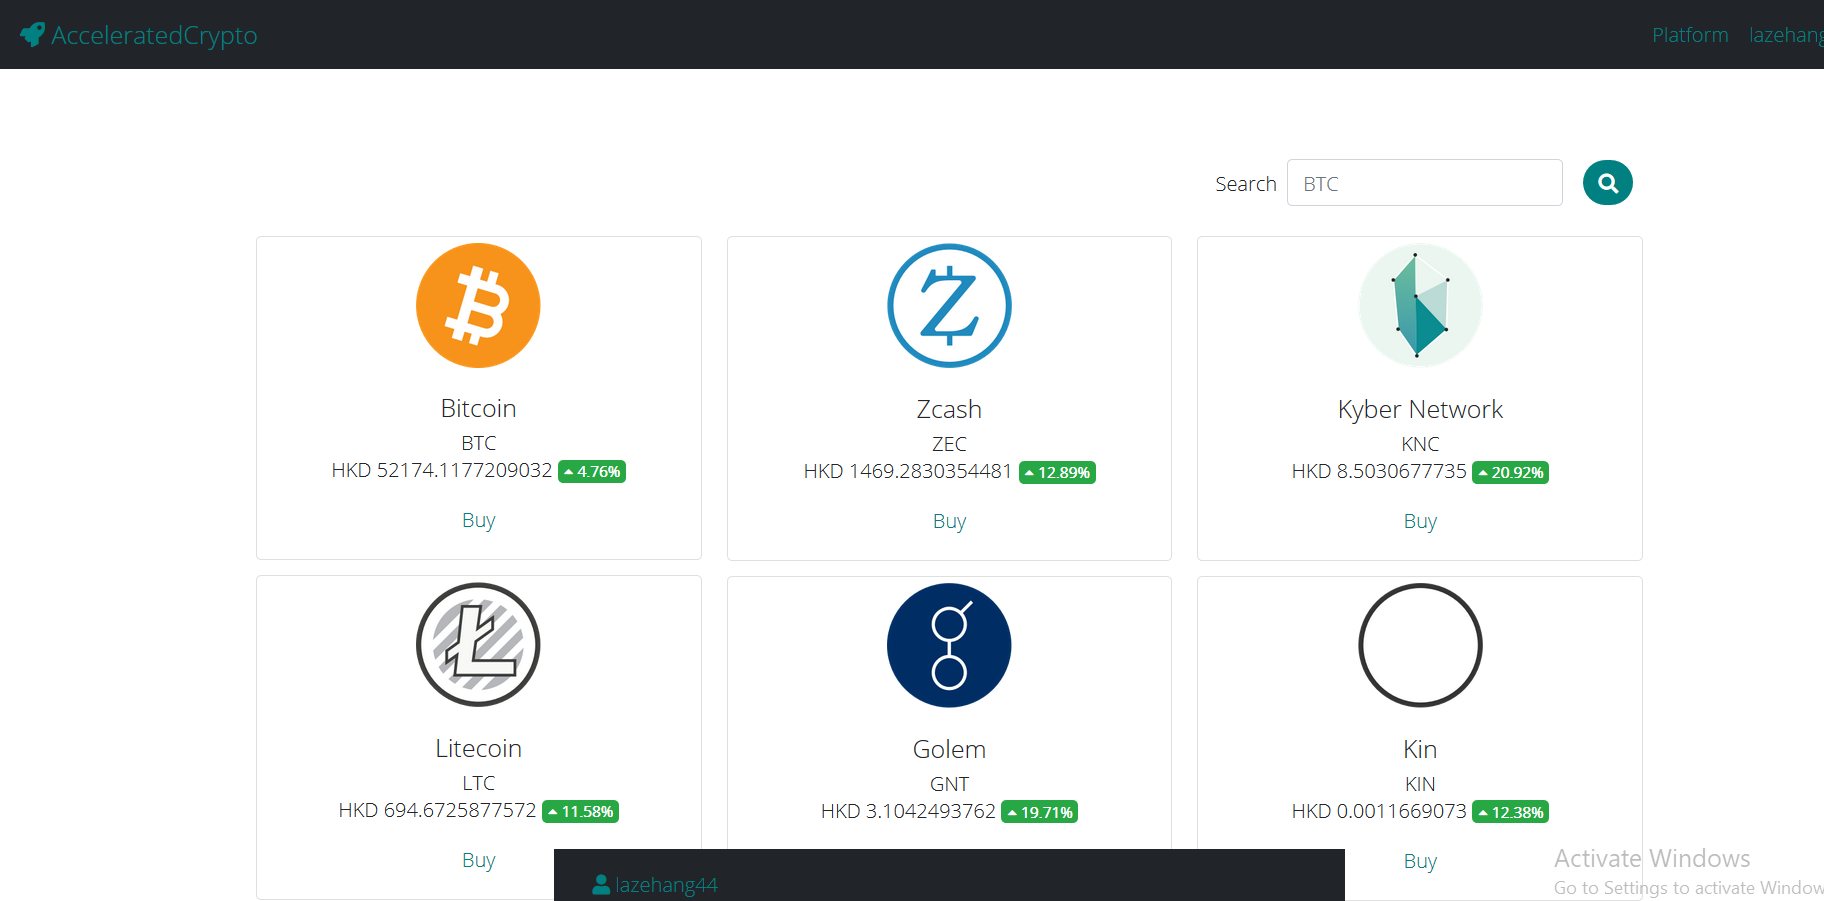 AcceleratedCrypto
Platform lazehang
Search BTC
Bitcoin
BTC
HKD 52174.1177209032 4.76%
Buy
Zcash
ZEC
HKD 1469.2830354481 12.89%
Buy
Kyber Network
KNC
HKD 8.5030677735 20.92%
Buy
Litecoin
LTC
HKD 694.6725877572 11.58%
Buy
Golem
GNT
HKD 3.1042493762 19.71%
Kin
KIN
HKD 0.0011669073 12.38%
Buy
lazehang44
Activate Windows
Go to Settings to activate Window